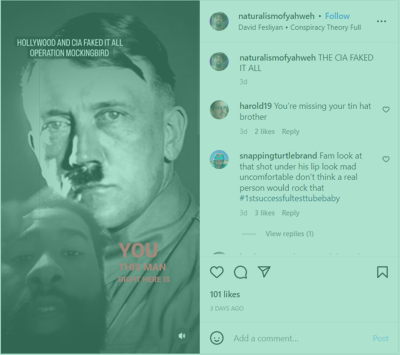 HOLLYWOOD AND CIA FAKED IT ALL
OPERATION MOCKINGBIRD
YOU
THIS MAN
RIGHT HERE IS
naturalismofyahweh • Follow
David Fesliyan • Conspiracy Theory Full
naturalismofyahweh THE CIA FAKED
IT ALL
3d
harold19 You're missing your tin hat
brother
3d 2 likes Reply
snappingturtlebrand Fam look at
that shot under his lip look mad
uncomfortable don't think a real
person would rock that
#1stsuccessfultesttubebaby
3d 3 likes Reply
View replies (1)
101 likes
3 DAYS AGO
Add a comment... Post